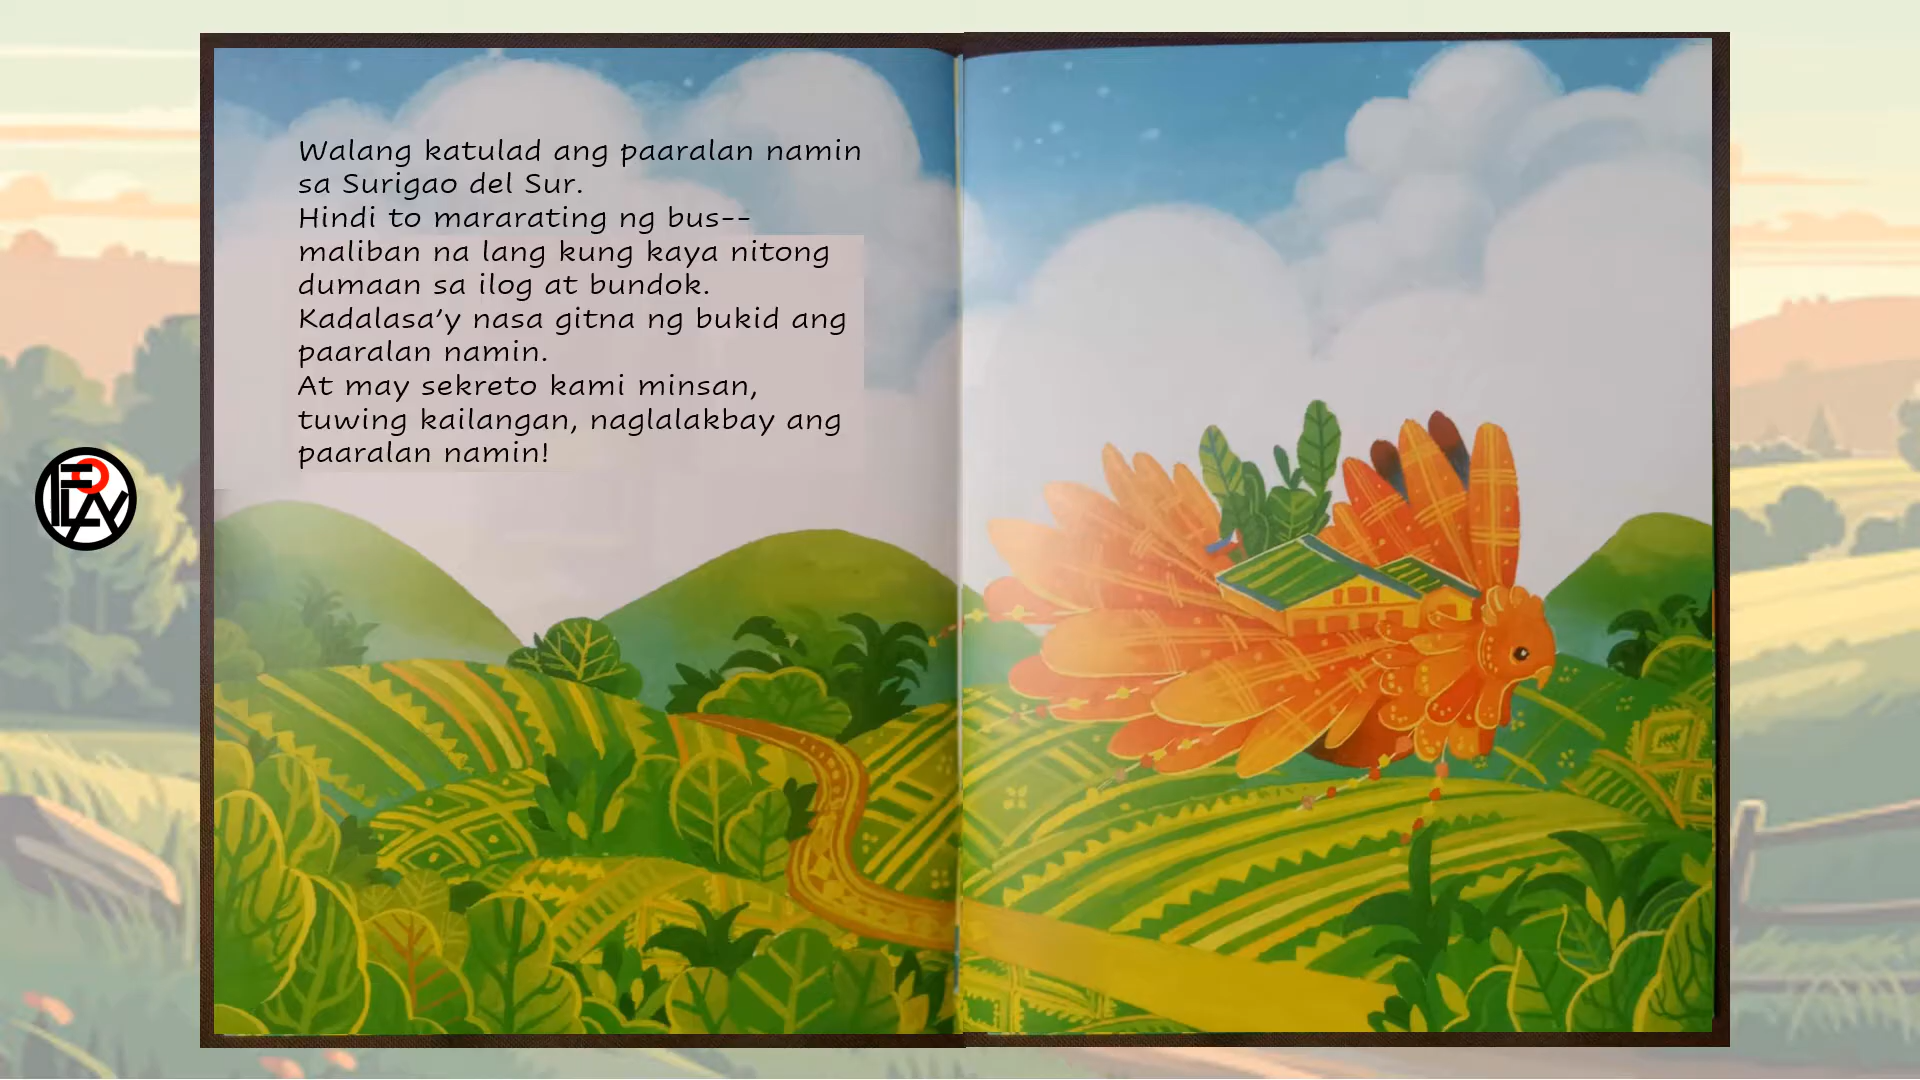 Walang katulad ang paaralan namin
sa Surigao del Sur.
Hindi to mararating ng bus--
maliban na lang kung kaya nitong
dumaan sa ilog at bundok.
Kadalasa’y nasa gitna ng bukid ang
paaralan namin.
At may sekreto kami minsan,
tuwing kailangan, naglalakbay ang
paaralan namin!